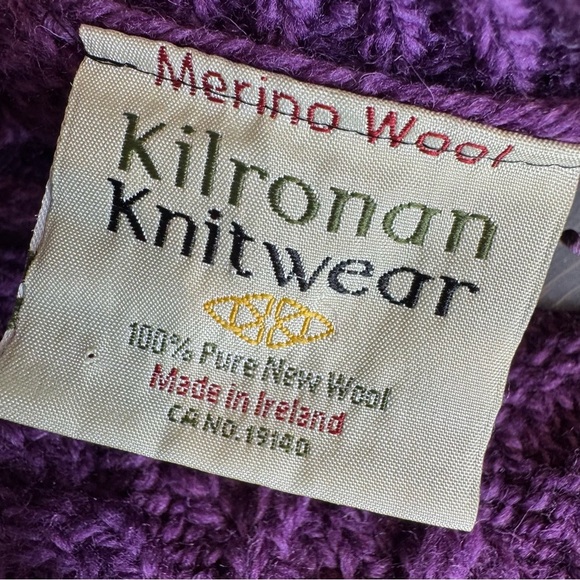 Merino Wool
Kilronan
Knitwear
100% Pure New Wool
Made in Ireland
CA NO. 19140